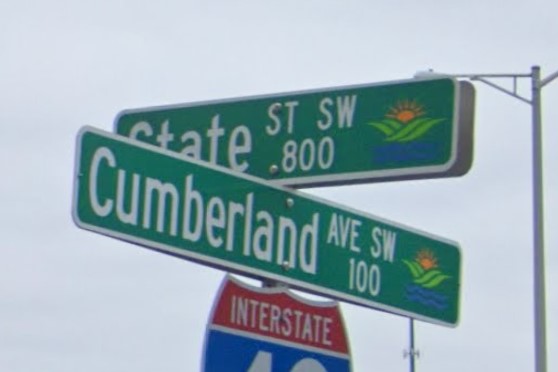 State ST SW
800
Cumberland AVE SW
100
INTERSTATE